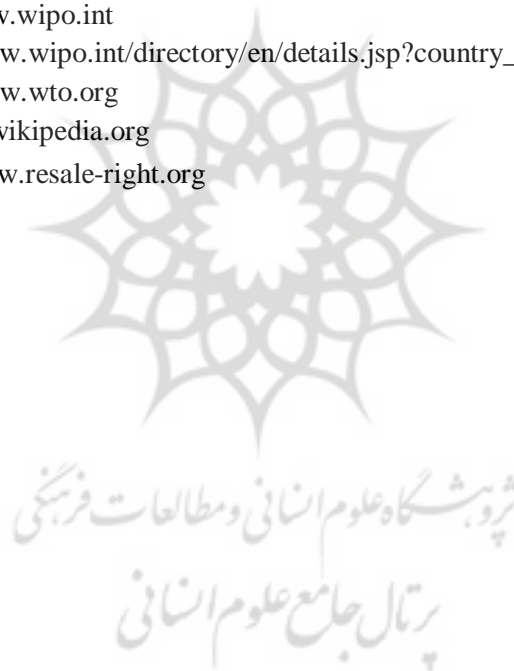 w.wipo.int
w.wipo.int/directory/en/details.jsp?country_
w.wto.org
wikipedia.org
w.resale-right.org
پژوهشگاه علوم انسانی و مطالعات فرهنگی
پرتال جامع علوم انسانی